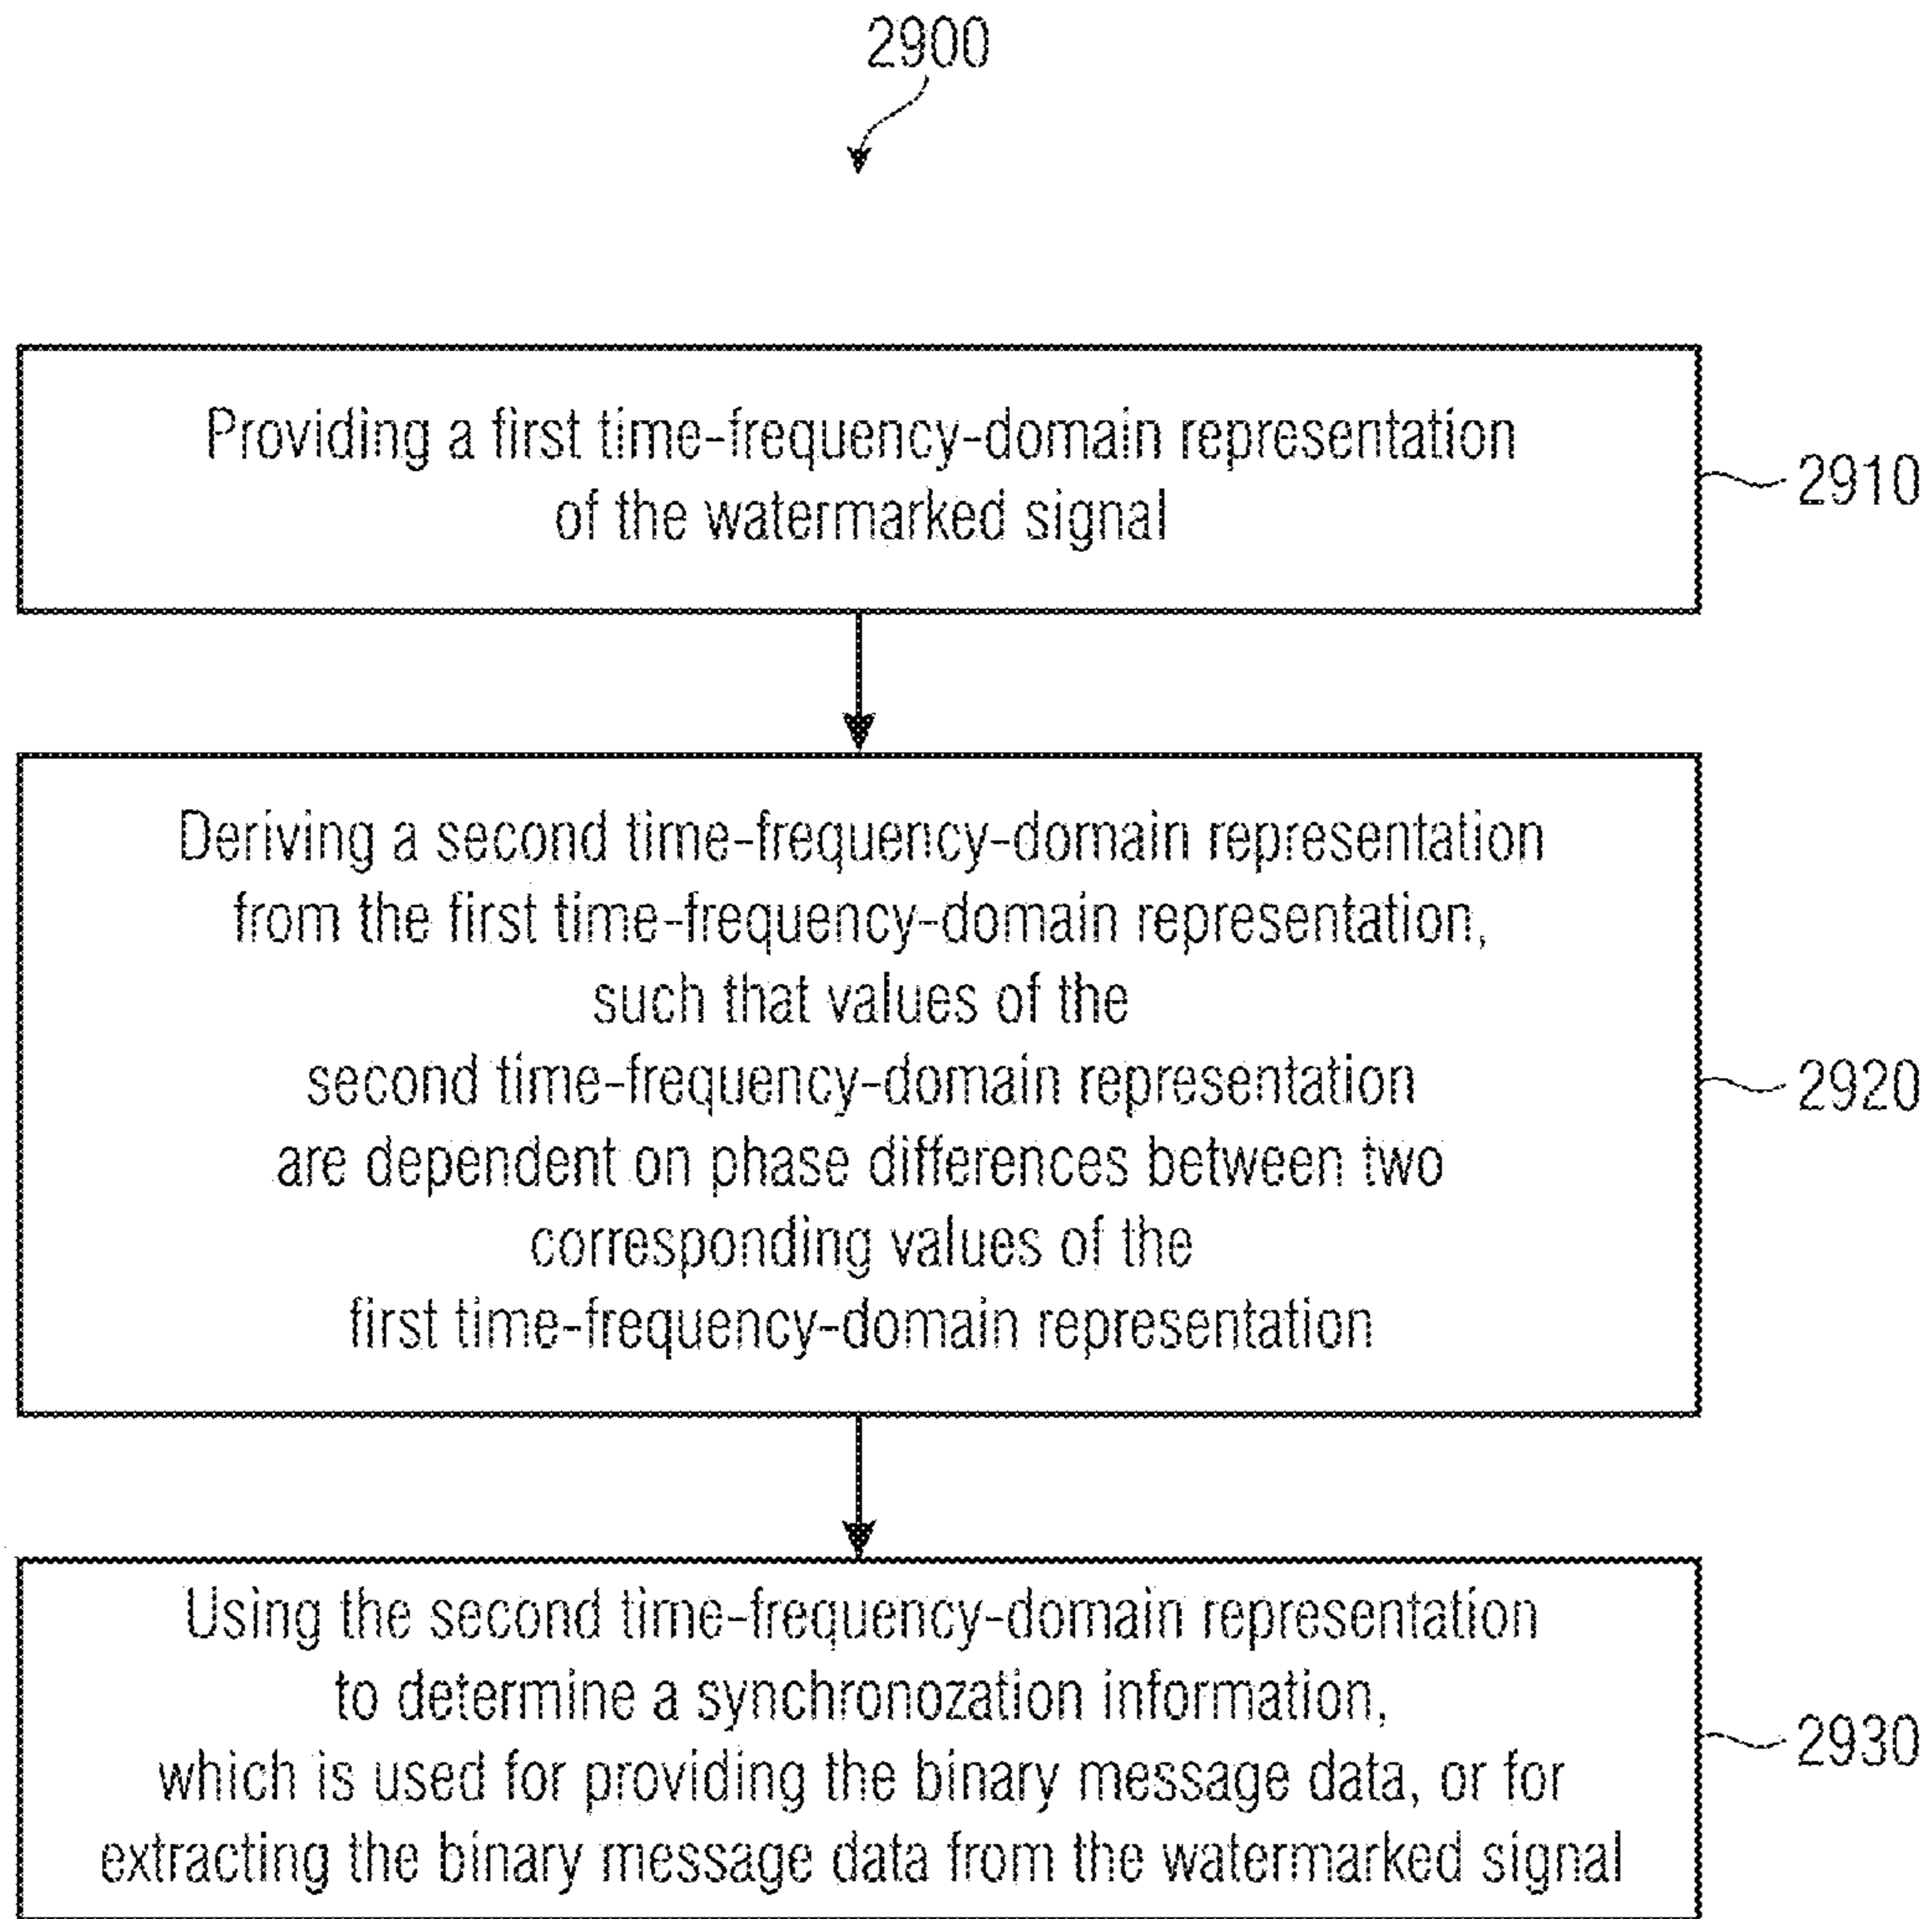 2900
Providing a first time-frequency-domain representation
of the watermarked signal
2910
Deriving a second time-frequency-domain representation
from the first time-frequency-domain representation,
such that values of the
second time-frequency-domain representation
are dependent on phase differences between two
corresponding values of the
first time-frequency-domain representation
2920
Using the second time-frequency-domain representation
to determine a synchronozation information,
which is used for providing the binary message data, or for
extracting the binary message data from the watermarked signal
2930